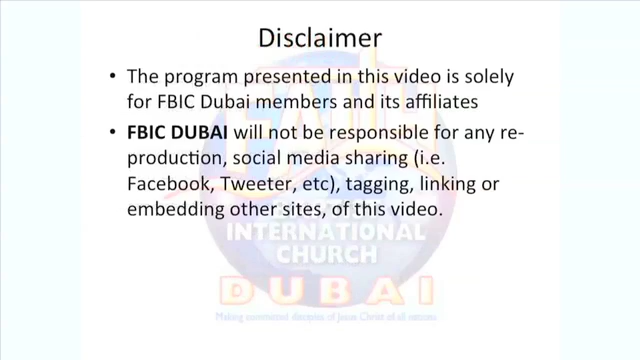 Disclaimer
• The program presented in this video is solely
for FBIC Dubai members and its affiliates
• FBIC DUBAI will not be responsible for any re-
production, social media sharing (i.e.
Facebook, Tweeter, etc), tagging, linking or
embedding other sites, of this video.
FAITH
INTERNATIONAL
CHURCH
DUBAI
Making committed disciples of Jesus Christ of all nations